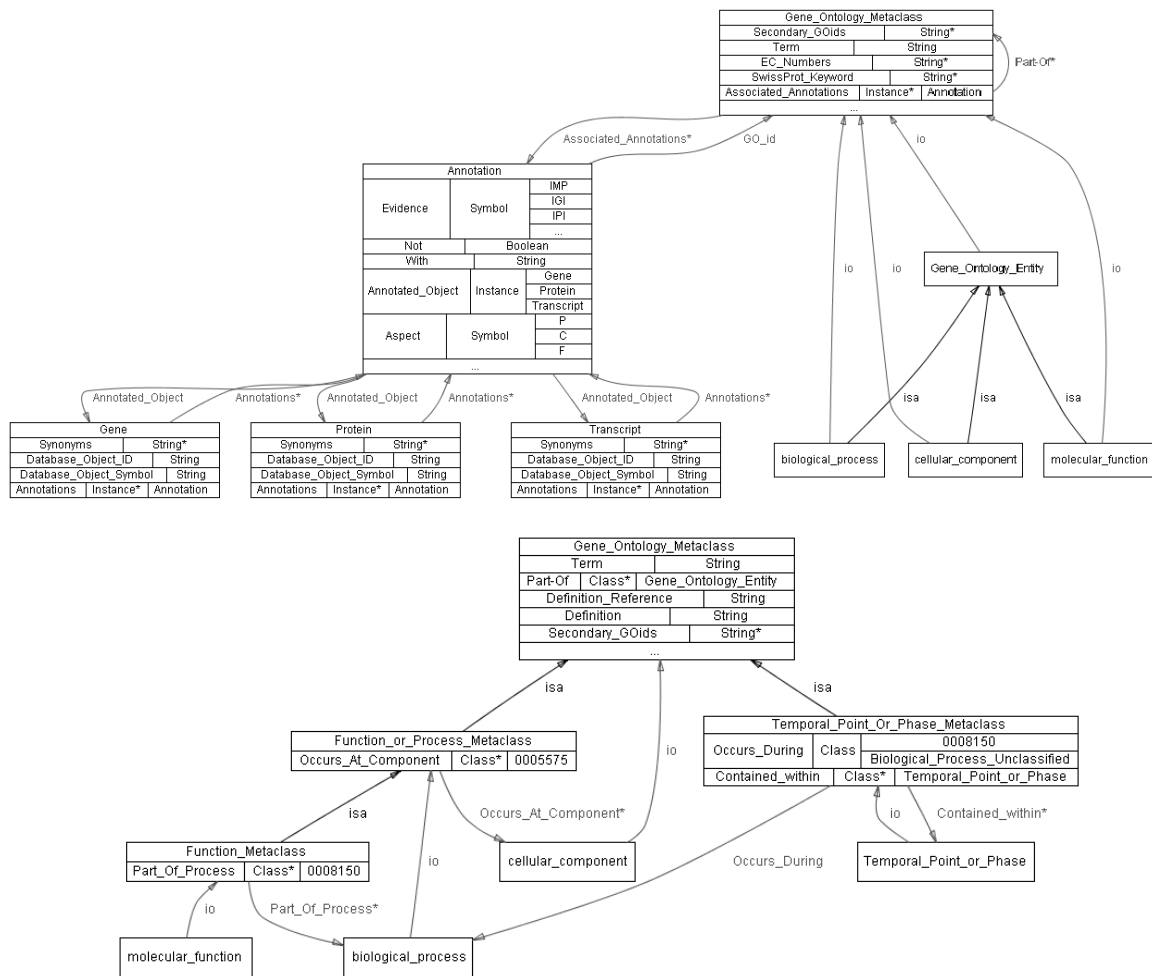 Gene_Ontology_Metaclass
Secondary_GOids String*
Term String
EC_Numbers String*
SwissProt_Keyword String*
Associated_Annotations Instance* Annotation
...
Part-Of*
Associated_Annotations*
GO_id
io
Annotation
Evidence Symbol IMP
IGI
IPI
...
Not Boolean
With String
Annotated_Object Instance Gene
Protein
Transcript
Aspect Symbol P
C
F
...
Gene_Ontology_Entity
io
io
io
isa
isa
isa
Annotated_Object
Annotations*
Annotated_Object
Annotations*
Annotated_Object
Annotations*
Gene
Synonyms String*
Database_Object_ID String
Database_Object_Symbol String
Annotations Instance* Annotation
Protein
Synonyms String*
Database_Object_ID String
Database_Object_Symbol String
Annotations Instance* Annotation
Transcript
Synonyms String*
Database_Object_ID String
Database_Object_Symbol String
Annotations Instance* Annotation
biological_process
cellular_component
molecular_function
Gene_Ontology_Metaclass
Term String
Part-Of Class* Gene_Ontology_Entity
Definition_Reference String
Definition String
Secondary_GOids String*
...
isa
isa
io
Function_or_Process_Metaclass
Occurs_At_Component Class* 0005575
Temporal_Point_Or_Phase_Metaclass
Occurs_During Class 0008150
Biological_Process_Unclassified
Contained_within Class* Temporal_Point_or_Phase
isa
Occurs_At_Component*
io
Contained_within*
Function_Metaclass
Part_Of_Process Class* 0008150
cellular_component
Temporal_Point_or_Phase
io
Occurs_During
io
Part_Of_Process*
molecular_function
biological_process